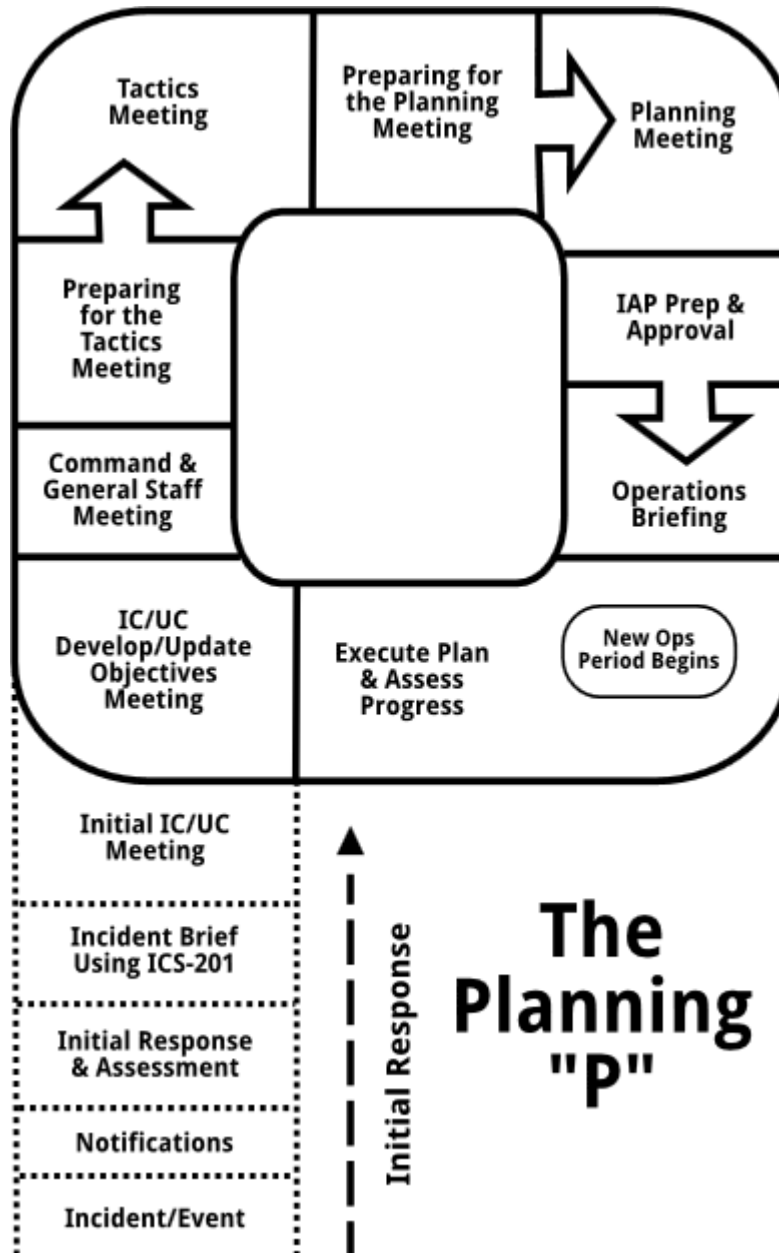 Tactics
Meeting
Preparing for
the Planning
Meeting
Planning
Meeting
Preparing
for the
Tactics
Meeting
IAP Prep &
Approval
Command &
General Staff
Meeting
Operations
Briefing
IC/UC
Develop/Update
Objectives
Meeting
Execute Plan
& Assess
Progress
New Ops
Period Begins
Initial IC/UC
Meeting
Incident Brief
Using ICS-201
Initial Response
& Assessment
Notifications
Incident/Event
Initial Response
The
Planning
"P"